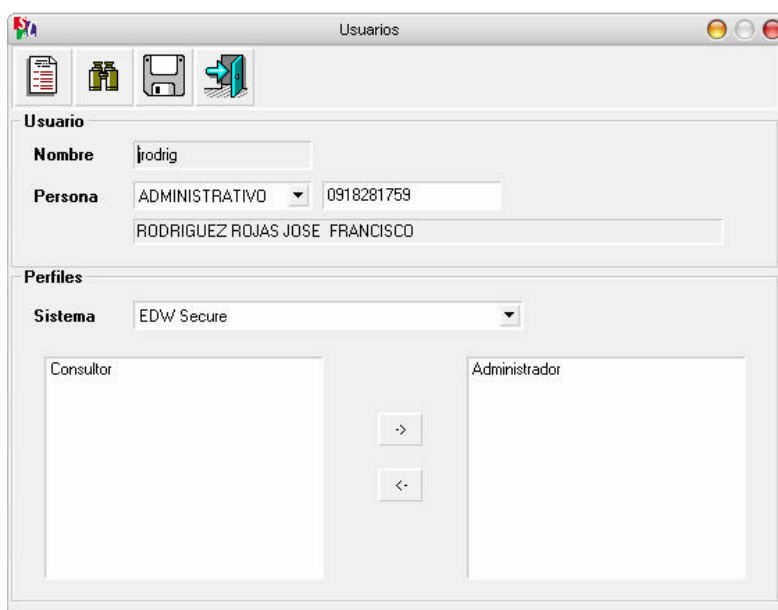 Usuarios
Usuario
Nombre jrodrig
Persona ADMINISTRATIVO 0918281759
RODRIGUEZ ROJAS JOSE FRANCISCO
Perfiles
Sistema EDW Secure
Consultor Administrador
->
<-